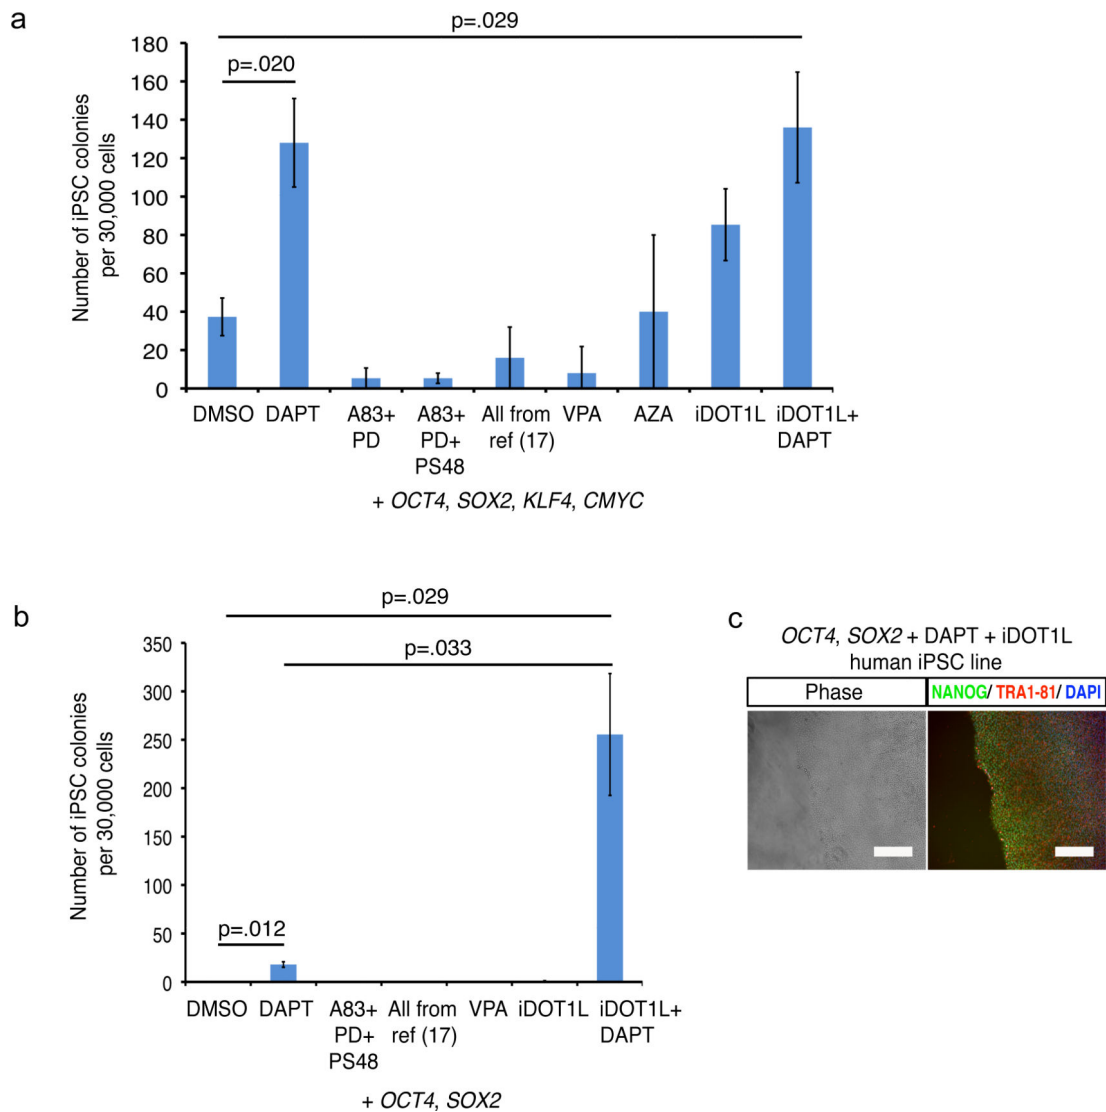 a
p=.029
p=.020
Number of iPSC colonies
per 30,000 cells
180
160
140
120
100
80
60
40
20
0
DMSO DAPT A83+ A83+ All from VPA AZA iDOT1L iDOT1L+
PD PD+ ref (17) DAPT
PS48
+ OCT4, SOX2, KLF4, CMYC
b
p=.029
p=.033
p=.012
Number of iPSC colonies
per 30,000 cells
350
300
250
200
150
100
50
0
DMSO DAPT A83+ All from VPA iDOT1L iDOT1L+
PD+ ref (17) DAPT
PS48
+ OCT4, SOX2
c
OCT4, SOX2 + DAPT + iDOT1L
human iPSC line
Phase NANOG/ TRA1-81/ DAPI